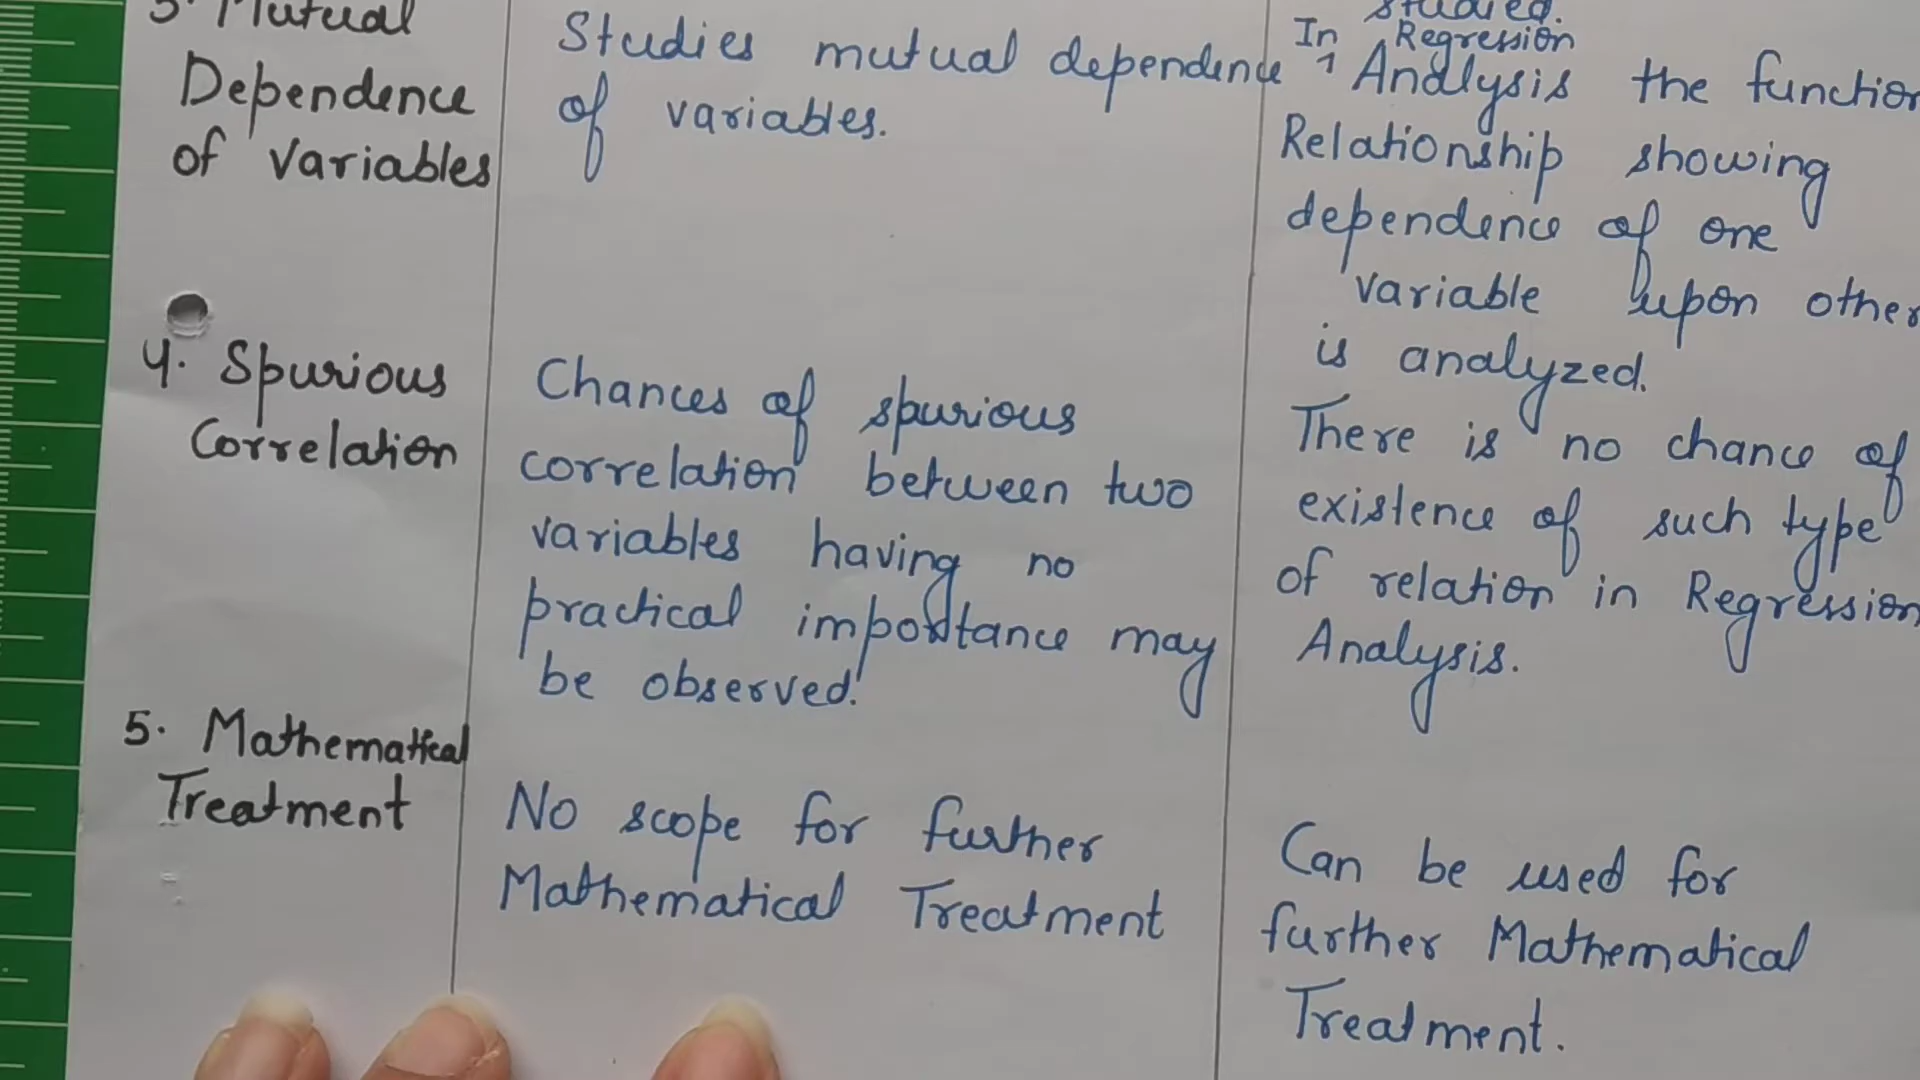 3. Mutual
Dependence
of Variables
Studies mutual dependence
of variables.
studied.
In Regression
Analysis the function
Relationship showing
dependence of one
variable upon other
is analyzed.
4. Spurious
Correlation
Chances of spurious
correlation between two
variables having no
practical importance may
be observed.
There is no chance of
existence of such type
of relation in Regression
Analysis.
5. Mathematical
Treatment
No scope for further
Mathematical Treatment
Can be used for
further Mathematical
Treatment.